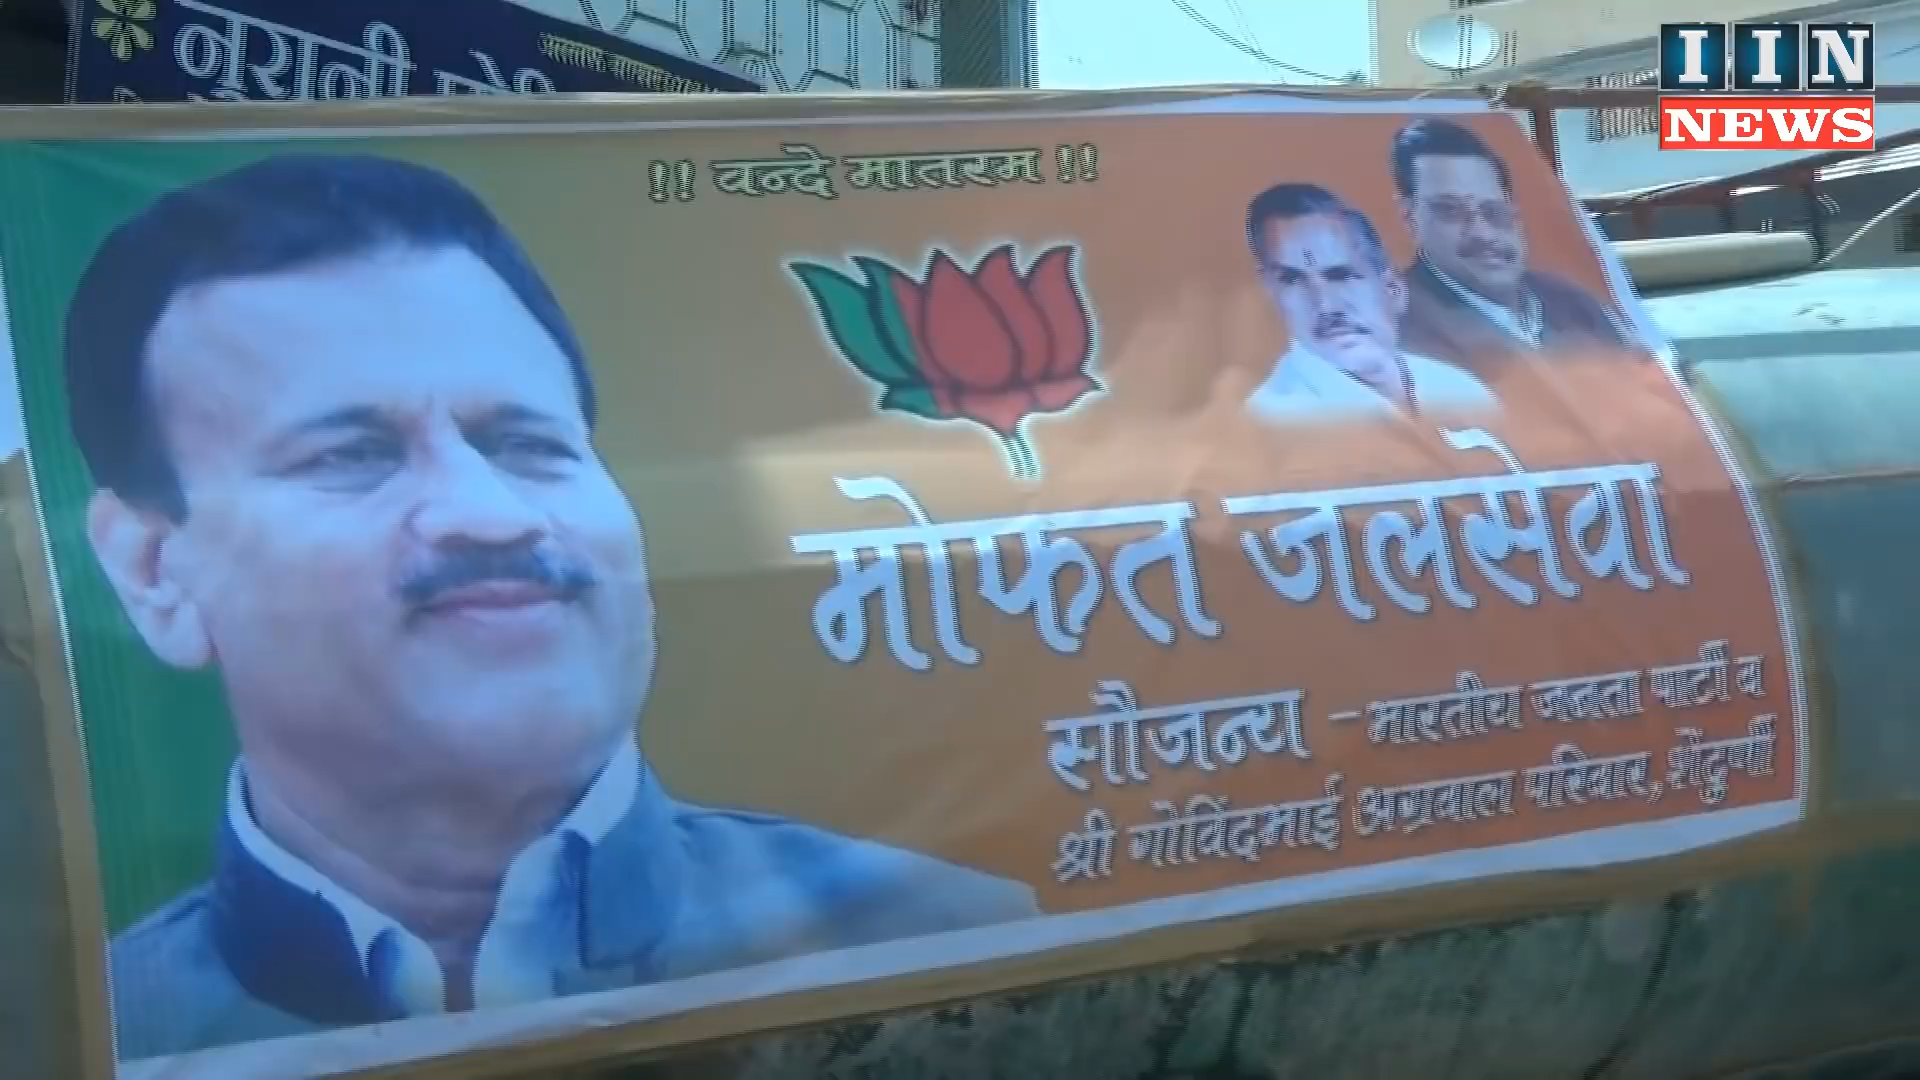 नूरानी
IIN
NEWS
!! वन्दे मातरम !!
मोफत जलसेवा
सौजन्य – भारतीय जनता पार्टी व
श्री गोविंदभाई अग्रवाल परिवार, शेंदुर्णी